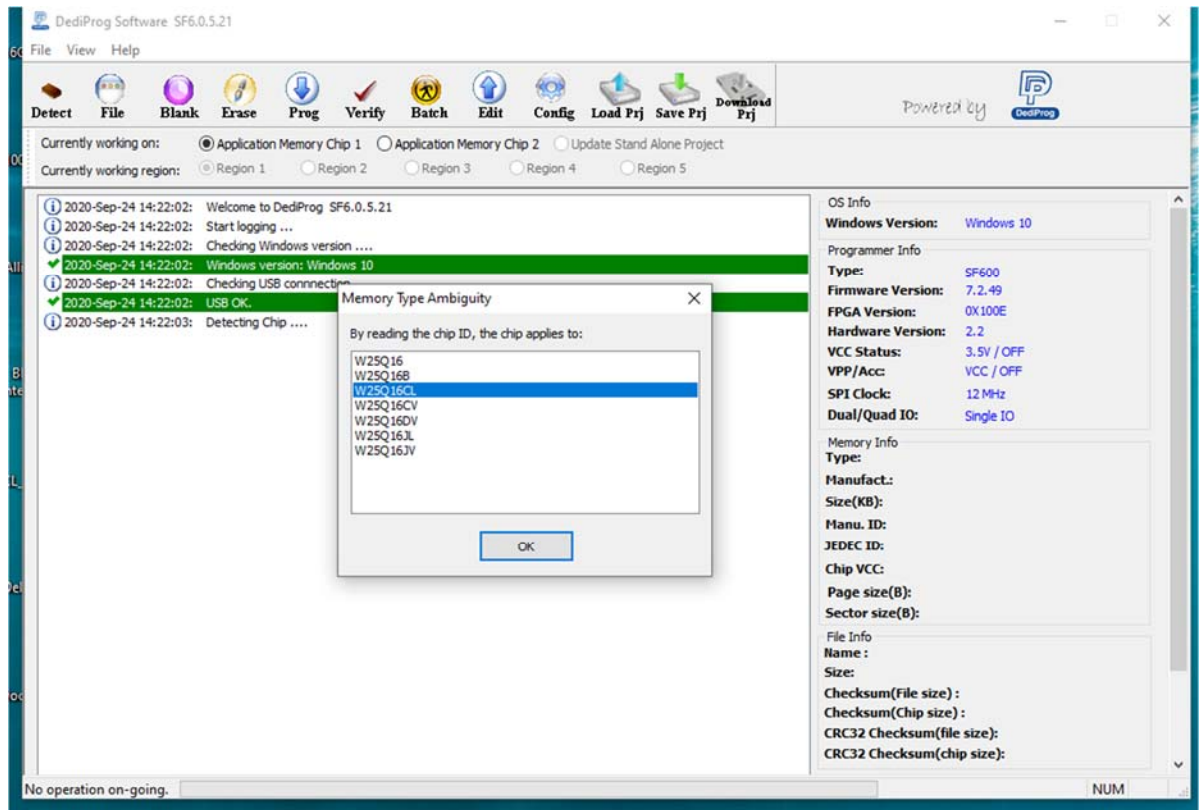 DediProg Software SF6.0.5.21
File View Help
Detect File Blank Erase Prog Verify Batch Edit Config Load Prj Save Prj Download Prj
Powered by DediProg
Currently working on: Application Memory Chip 1 Application Memory Chip 2 Update Stand Alone Project
Currently working region: Region 1 Region 2 Region 3 Region 4 Region 5
2020-Sep-24 14:22:02: Welcome to DediProg SF6.0.5.21
2020-Sep-24 14:22:02: Start logging ...
2020-Sep-24 14:22:02: Checking Windows version ....
2020-Sep-24 14:22:02: Windows version: Windows 10
2020-Sep-24 14:22:02: Checking USB connnection
2020-Sep-24 14:22:02: USB OK.
2020-Sep-24 14:22:03: Detecting Chip ....
Memory Type Ambiguity
By reading the chip ID, the chip applies to:
W25Q16
W25Q16B
W25Q16CL
W25Q16CV
W25Q16DV
W25Q16JL
W25Q16JV
OK
OS Info
Windows Version: Windows 10
Programmer Info
Type: SF600
Firmware Version: 7.2.49
FPGA Version: 0X100E
Hardware Version: 2.2
VCC Status: 3.5V / OFF
VPP/Acc: VCC / OFF
SPI Clock: 12 MHz
Dual/Quad IO: Single IO
Memory Info
Type:
Manufact.:
Size(KB):
Manu. ID:
JEDEC ID:
Chip VCC:
Page size(B):
Sector size(B):
File Info
Name :
Size:
Checksum(File size) :
Checksum(Chip size) :
CRC32 Checksum(file size):
CRC32 Checksum(chip size):
No operation on-going.
NUM